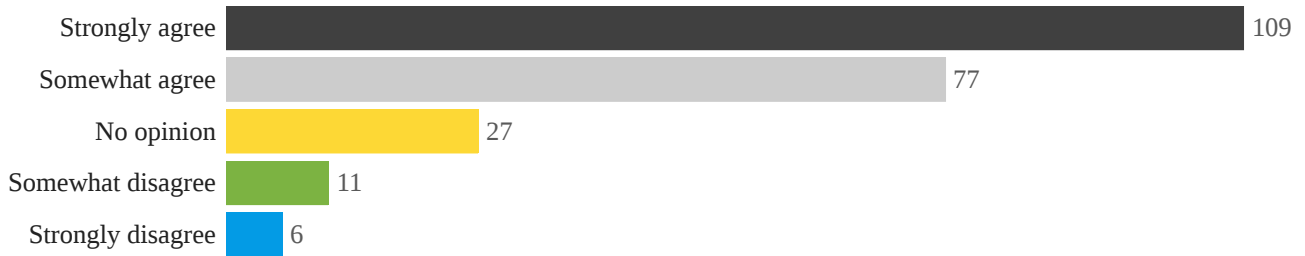 Strongly agree 109
Somewhat agree 77
No opinion 27
Somewhat disagree 11
Strongly disagree 6